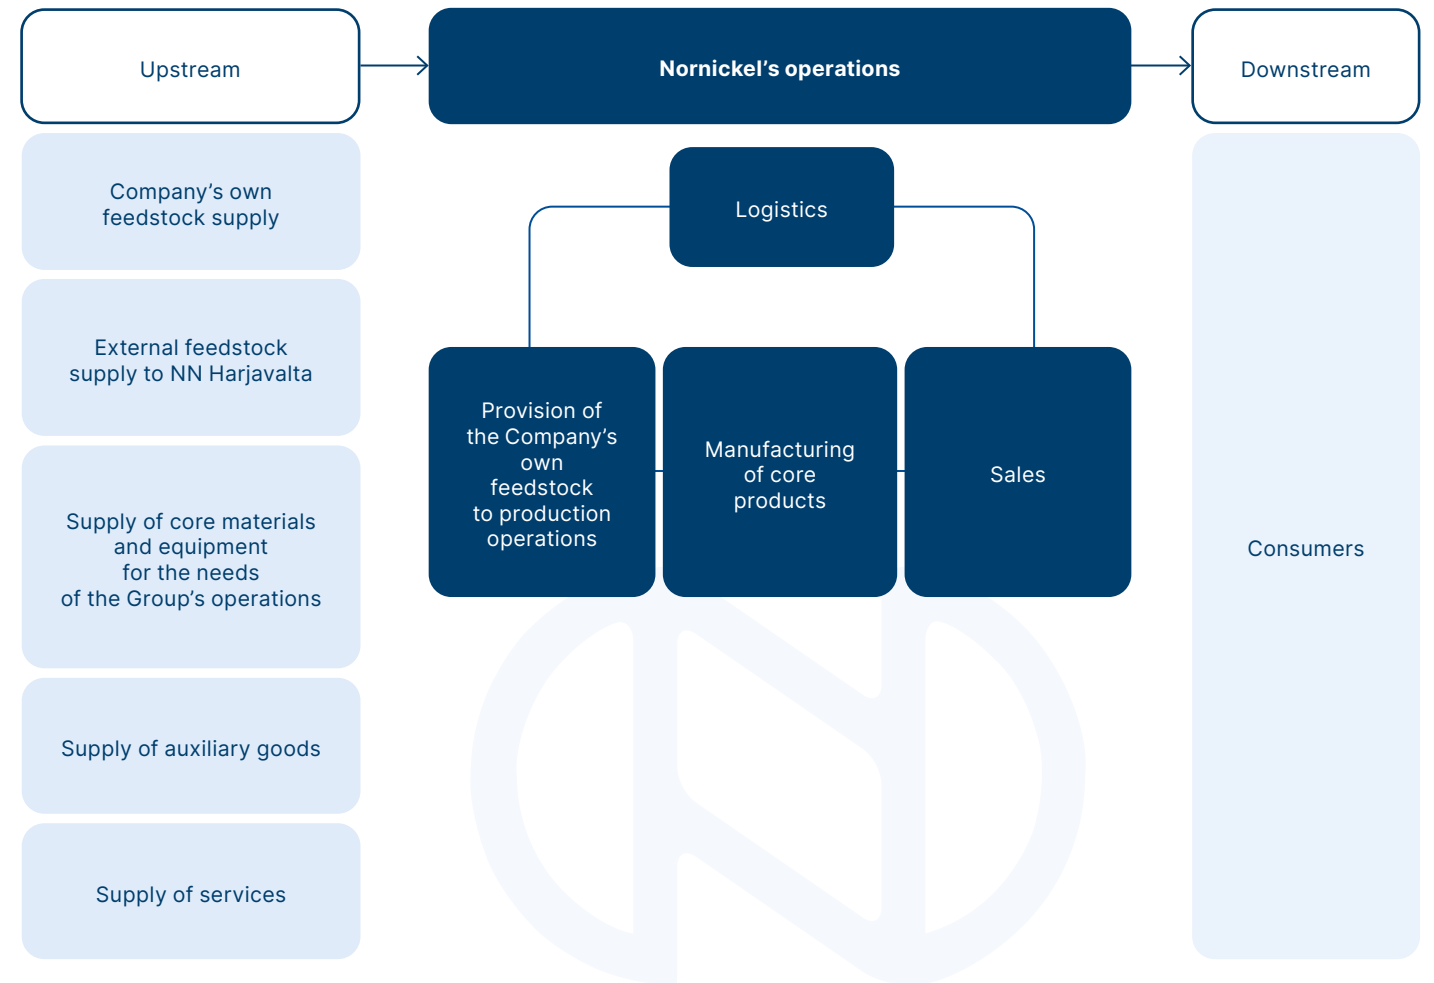 Upstream
Nornickel’s operations
Downstream
Company’s own
feedstock supply
External feedstock
supply to NN Harjavalta
Supply of core materials
and equipment
for the needs
of the Group’s operations
Supply of auxiliary goods
Supply of services
Logistics
Provision of
the Company’s
own
feedstock
to production
operations
Manufacturing
of core
products
Sales
Consumers